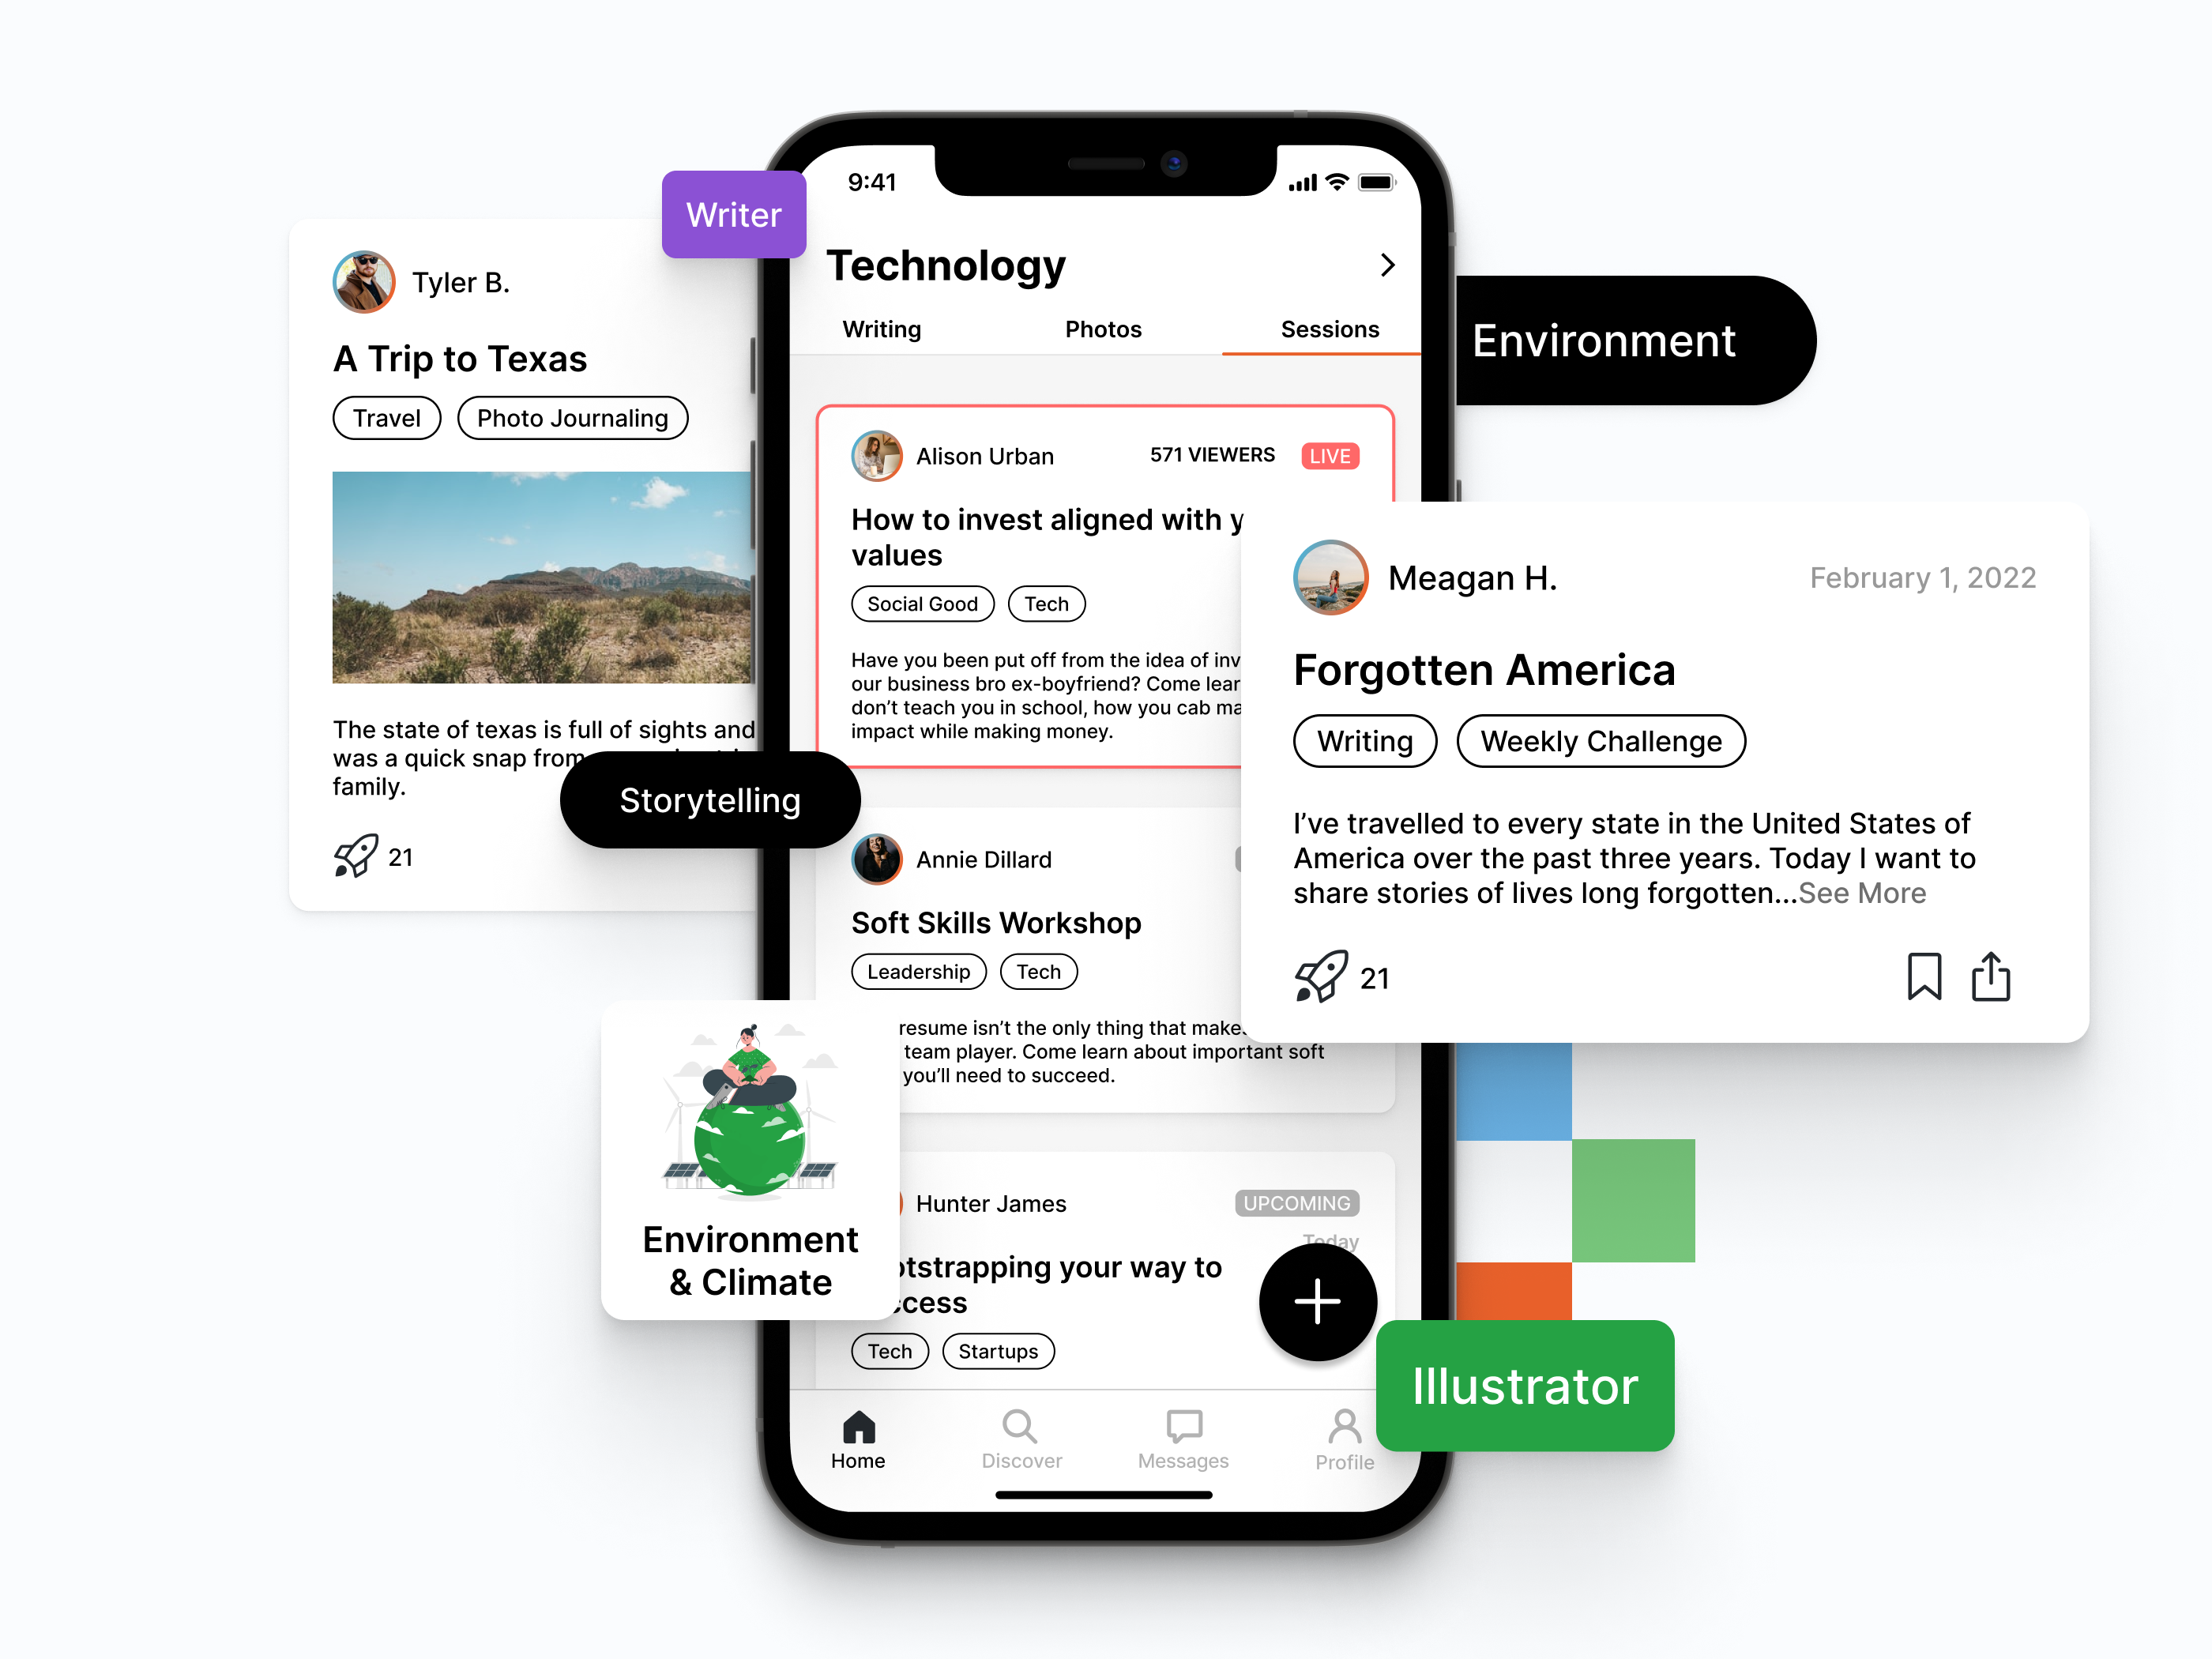 Writer
Tyler B.
A Trip to Texas
Travel
Photo Journaling
The state of texas is full of sights and
was a quick snap from
family.
21
Storytelling
9:41
Technology
Writing
Photos
Sessions
Environment
Alison Urban
571 VIEWERS
LIVE
How to invest aligned with
values
Social Good
Tech
Have you been put off from the idea of
our business bro ex-boyfriend? Come
don’t teach you in school, how you cab
impact while making money.
Meagan H.
February 1, 2022
Forgotten America
Writing
Weekly Challenge
I’ve travelled to every state in the United States of
America over the past three years. Today I want to
share stories of lives long forgotten...See More
21
Annie Dillard
Soft Skills Workshop
Leadership
Tech
resume isn’t the only thing that makes
team player. Come learn about important soft
you’ll need to succeed.
Environment
& Climate
Hunter James
UPCOMING
Today
your way to
Tech
Startups
Illustrator
Home
Discover
Messages
Profile